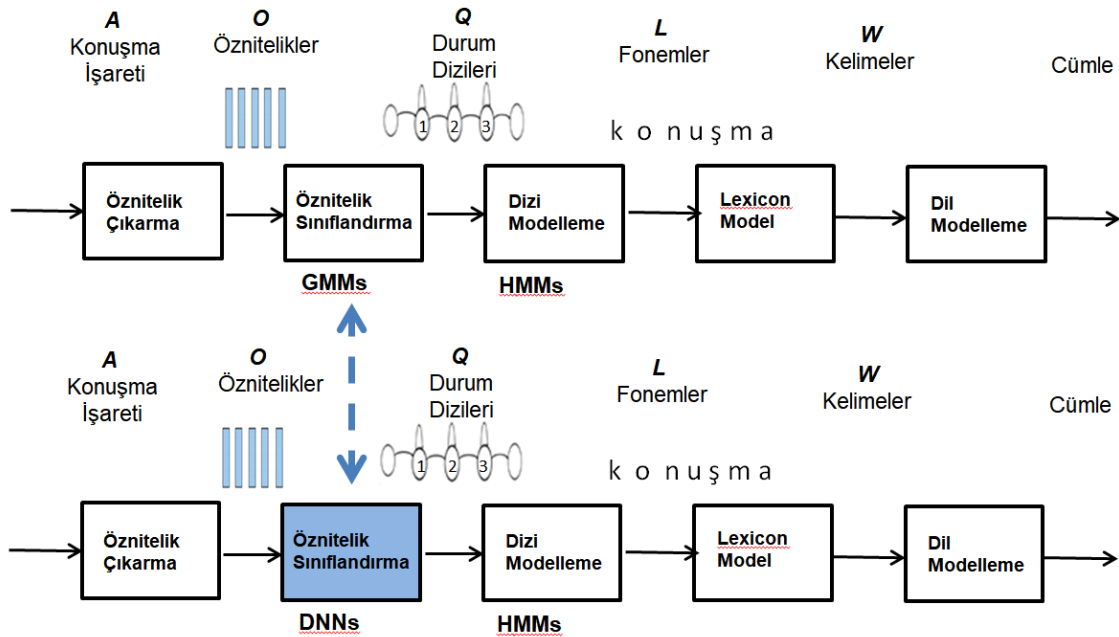 A
Konuşma
İşareti
O
Öznitelikler
Q
Durum
Dizileri
L
Fonemler
W
Kelimeler
Cümle
1 2 3
k o nuşma
Öznitelik
Çıkarma
Öznitelik
Sınıflandırma
Dizi
Modelleme
Lexicon
Model
Dil
Modelleme
GMMs
HMMs
A
Konuşma
İşareti
O
Öznitelikler
Q
Durum
Dizileri
L
Fonemler
W
Kelimeler
Cümle
1 2 3
k o nuşma
Öznitelik
Çıkarma
Öznitelik
Sınıflandırma
Dizi
Modelleme
Lexicon
Model
Dil
Modelleme
DNNs
HMMs